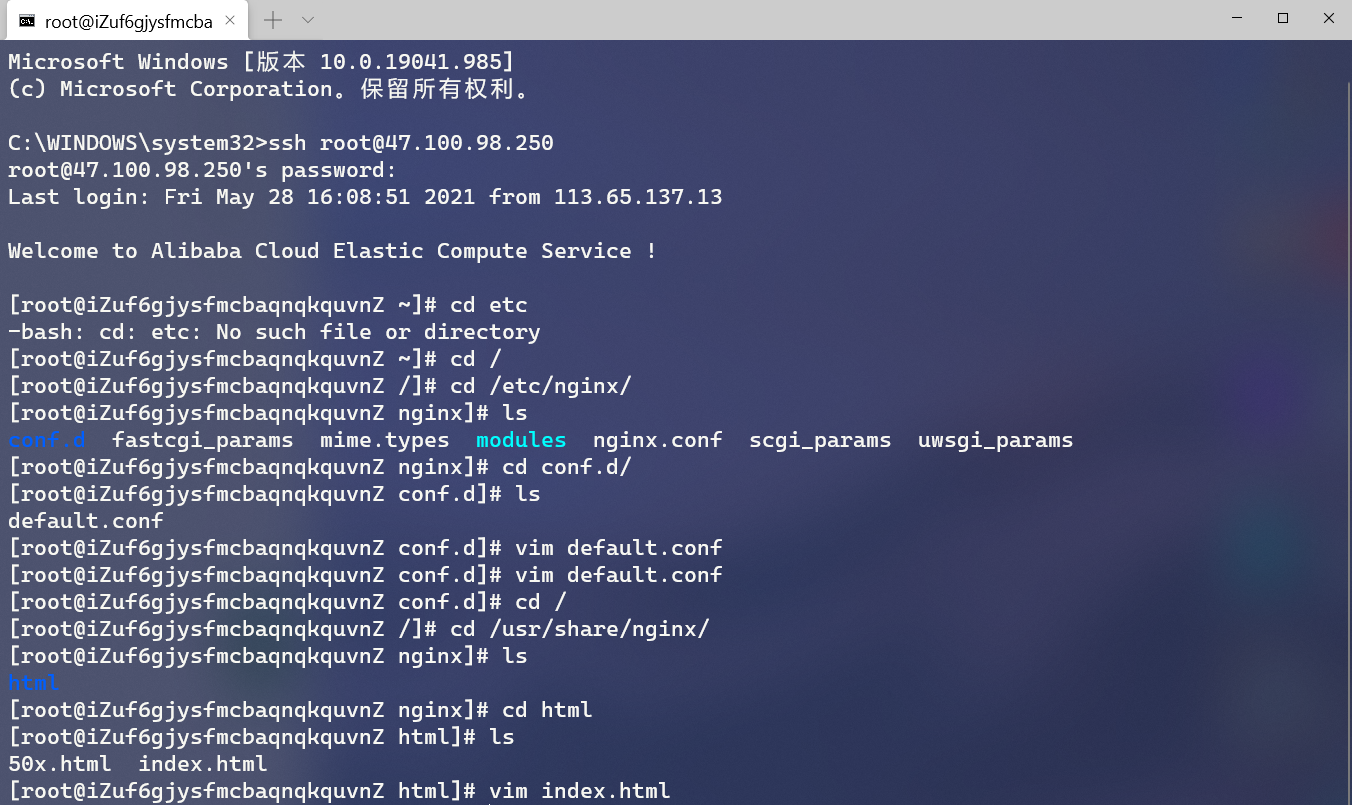 root@iZuf6gjysfmcba
Microsoft Windows [版本 10.0.19041.985]
(c) Microsoft Corporation。保留所有权利。
C:\WINDOWS\system32>ssh root@47.100.98.250
root@47.100.98.250's password:
Last login: Fri May 28 16:08:51 2021 from 113.65.137.13
Welcome to Alibaba Cloud Elastic Compute Service !
[root@iZuf6gjysfmcbaqnqkquvnZ ~]# cd etc
-bash: cd: etc: No such file or directory
[root@iZuf6gjysfmcbaqnqkquvnZ ~]# cd /
[root@iZuf6gjysfmcbaqnqkquvnZ /]# cd /etc/nginx/
[root@iZuf6gjysfmcbaqnqkquvnZ nginx]# ls
conf.d  fastcgi_params  mime.types  modules  nginx.conf  scgi_params  uwsgi_params
[root@iZuf6gjysfmcbaqnqkquvnZ nginx]# cd conf.d/
[root@iZuf6gjysfmcbaqnqkquvnZ conf.d]# ls
default.conf
[root@iZuf6gjysfmcbaqnqkquvnZ conf.d]# vim default.conf
[root@iZuf6gjysfmcbaqnqkquvnZ conf.d]# vim default.conf
[root@iZuf6gjysfmcbaqnqkquvnZ conf.d]# cd /
[root@iZuf6gjysfmcbaqnqkquvnZ /]# cd /usr/share/nginx/
[root@iZuf6gjysfmcbaqnqkquvnZ nginx]# ls
html
[root@iZuf6gjysfmcbaqnqkquvnZ nginx]# cd html
[root@iZuf6gjysfmcbaqnqkquvnZ html]# ls
50x.html  index.html
[root@iZuf6gjysfmcbaqnqkquvnZ html]# vim index.html